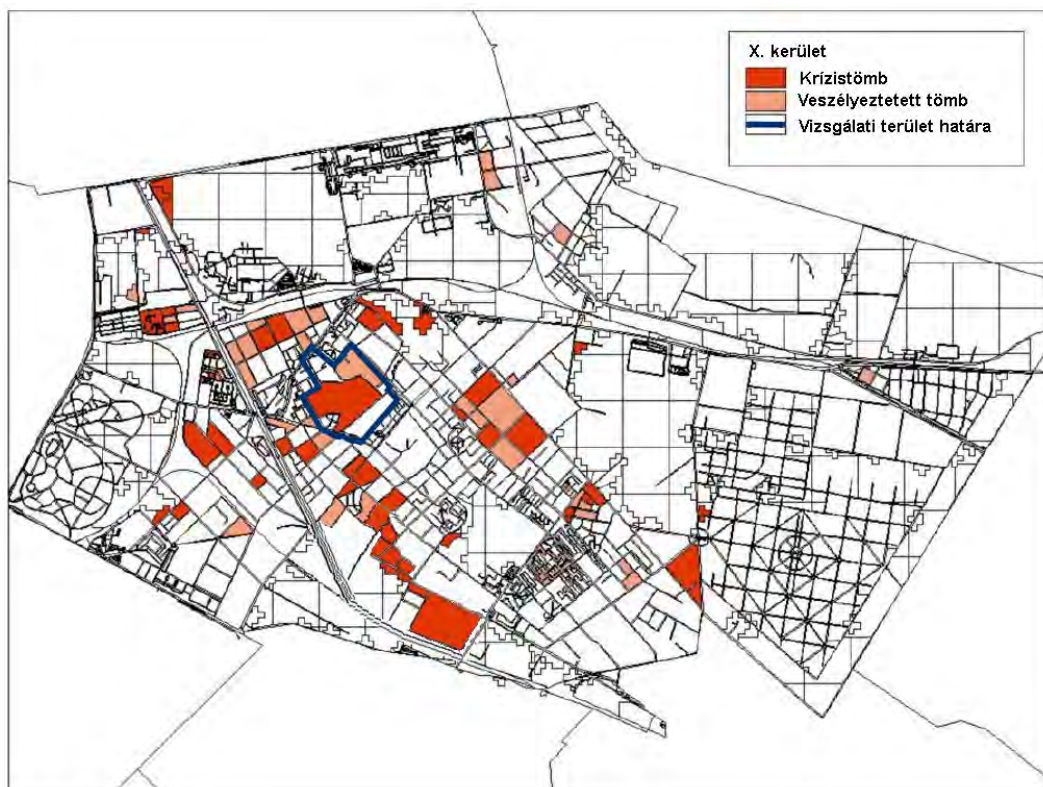 X. kerület
Krízistömb
Veszélyeztetett tömb
Vizsgálati terület határa